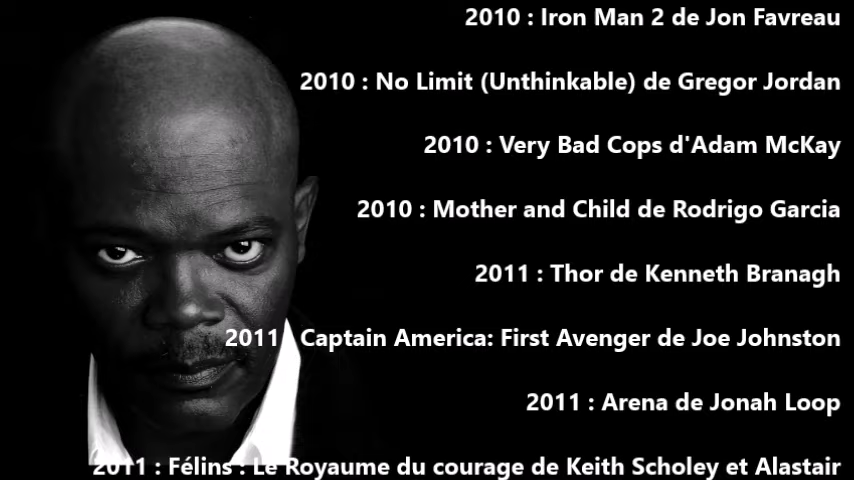 2010 : Iron Man 2 de Jon Favreau
2010 : No Limit (Unthinkable) de Gregor Jordan
2010 : Very Bad Cops d'Adam McKay
2010 : Mother and Child de Rodrigo Garcia
2011 : Thor de Kenneth Branagh
2011 : Captain America: First Avenger de Joe Johnston
2011 : Arena de Jonah Loop
2011 : Félins : Le Royaume du courage de Keith Scholey et Alastair